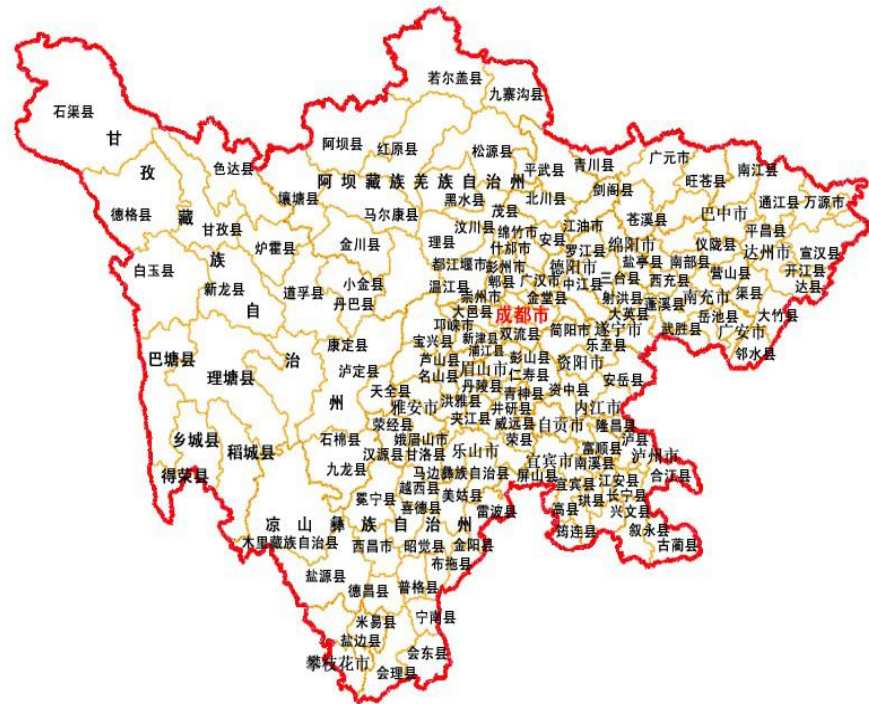 若尔盖县
九寨沟县
石渠县
甘
孜
藏
族
自
治
州
阿坝县
红原县
松源县
平武县
青川县
广元市
旺苍县
南江县
色达县
壤塘县
阿坝藏族羌族自治州
黑水县
北川县
剑阁县
苍溪县
巴中市
通江县
万源市
德格县
甘孜县
炉霍县
马尔康县
金川县
理县
汶川县
茂县
绵竹市
安县
江油市
什邡市
罗江县
绵阳市
仪陇县
平昌县
达州市
宣汉县
白玉县
新龙县
道孚县
小金县
丹巴县
都江堰市
彭州市
德阳市
盐亭县
南部县
温江县
郫县
广汉市
中江县
三台县
西充县
营山县
开江县
达县
崇州市
金堂县
射洪县
蓬溪县
南充市
渠县
大邑县
成都市
大英县
岳池县
大竹县
邛崃市
新津县
双流县
简阳市
遂宁市
武胜县
广安市
巴塘县
理塘县
康定县
宝兴县
蒲江县
乐至县
邻水县
泸定县
芦山县
彭山县
资阳市
名山县
眉山市
仁寿县
安岳县
天全县
丹陵县
青神县
资中县
雅安市
洪雅县
井研县
内江市
乡城县
稻城县
荥经县
夹江县
威远县
自贡市
隆昌县
石棉县
峨眉山市
乐山市
荣县
富顺县
泸县
得荣县
九龙县
汉源县
甘洛县
宜宾市
南溪县
泸州市
马边彝族自治县
屏山县
合江县
越西县
美姑县
宜宾县
江安县
冕宁县
喜德县
雷波县
高县
珙县
长宁县
兴文县
凉山彝族自治州
筠连县
叙永县
古蔺县
木里藏族自治县
西昌市
昭觉县
金阳县
布拖县
盐源县
德昌县
普格县
米易县
宁南县
盐边县
会东县
攀枝花市
会理县